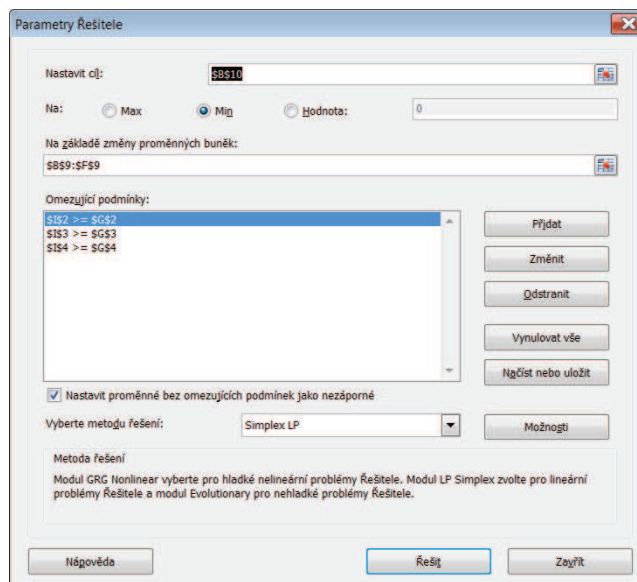 Parametry Řešitele
Nastavit cíl: $B$10
Na: Max Min Hodnota: 0
Na základě změny proměnných buněk:
$B$9:$F$9
Omezující podmínky:
$I$2 >= $G$2
$I$3 >= $G$3
$I$4 >= $G$4
Přidat
Změnit
Odstranit
Vynulovat vše
Načíst nebo uložit
Nastavit proměnné bez omezujících podmínek jako nezáporné
Vyberte metodu řešení: Simplex LP Možnosti
Metoda řešení
Modul GRG Nonlinear vyberte pro hladké nelineární problémy Řešitele. Modul LP Simplex zvolte pro lineární
problémy Řešitele a modul Evolutionary pro nehladké problémy Řešitele.
Nápověda Řešit Zavřít